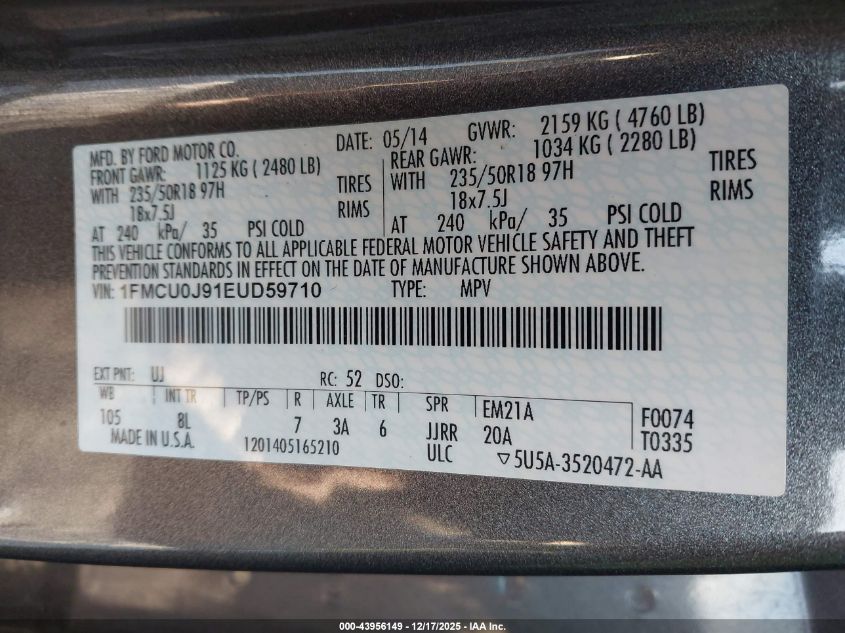 MFD. BY FORD MOTOR CO. DATE: 05/14 GVWR: 2159 KG ( 4760 LB)
FRONT GAWR: 1125 KG ( 2480 LB) REAR GAWR: 1034 KG ( 2280 LB)
WITH 235/50R18 97H TIRES WITH 235/50R18 97H TIRES
18x7.5J RIMS 18x7.5J RIMS
AT 240 kPa/ 35 PSI COLD AT 240 kPa/ 35 PSI COLD
THIS VEHICLE CONFORMS TO ALL APPLICABLE FEDERAL MOTOR VEHICLE SAFETY AND THEFT
PREVENTION STANDARDS IN EFFECT ON THE DATE OF MANUFACTURE SHOWN ABOVE.
VIN: 1FMCU0J91EUD59710 TYPE: MPV
EXT PNT: UJ RC: 52 DSO:
WB INT TR TP/PS R AXLE TR SPR EM21A F0074
105 8L 7 3A 6 JJRR 20A T0335
MADE IN U.S.A. 1201405165210 ULC ▽5U5A-3520472-AA
000-43956149 - 12/17/2025 - © IAA Inc.